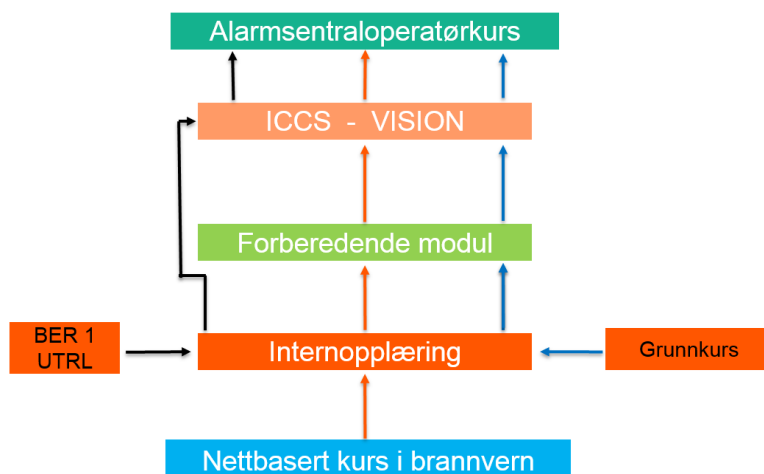 Alarmsentraloperatørkurs
ICCS - VISION
Forberedende modul
BER 1
UTRL
Internopplæring
Grunnkurs
Nettbasert kurs i brannvern